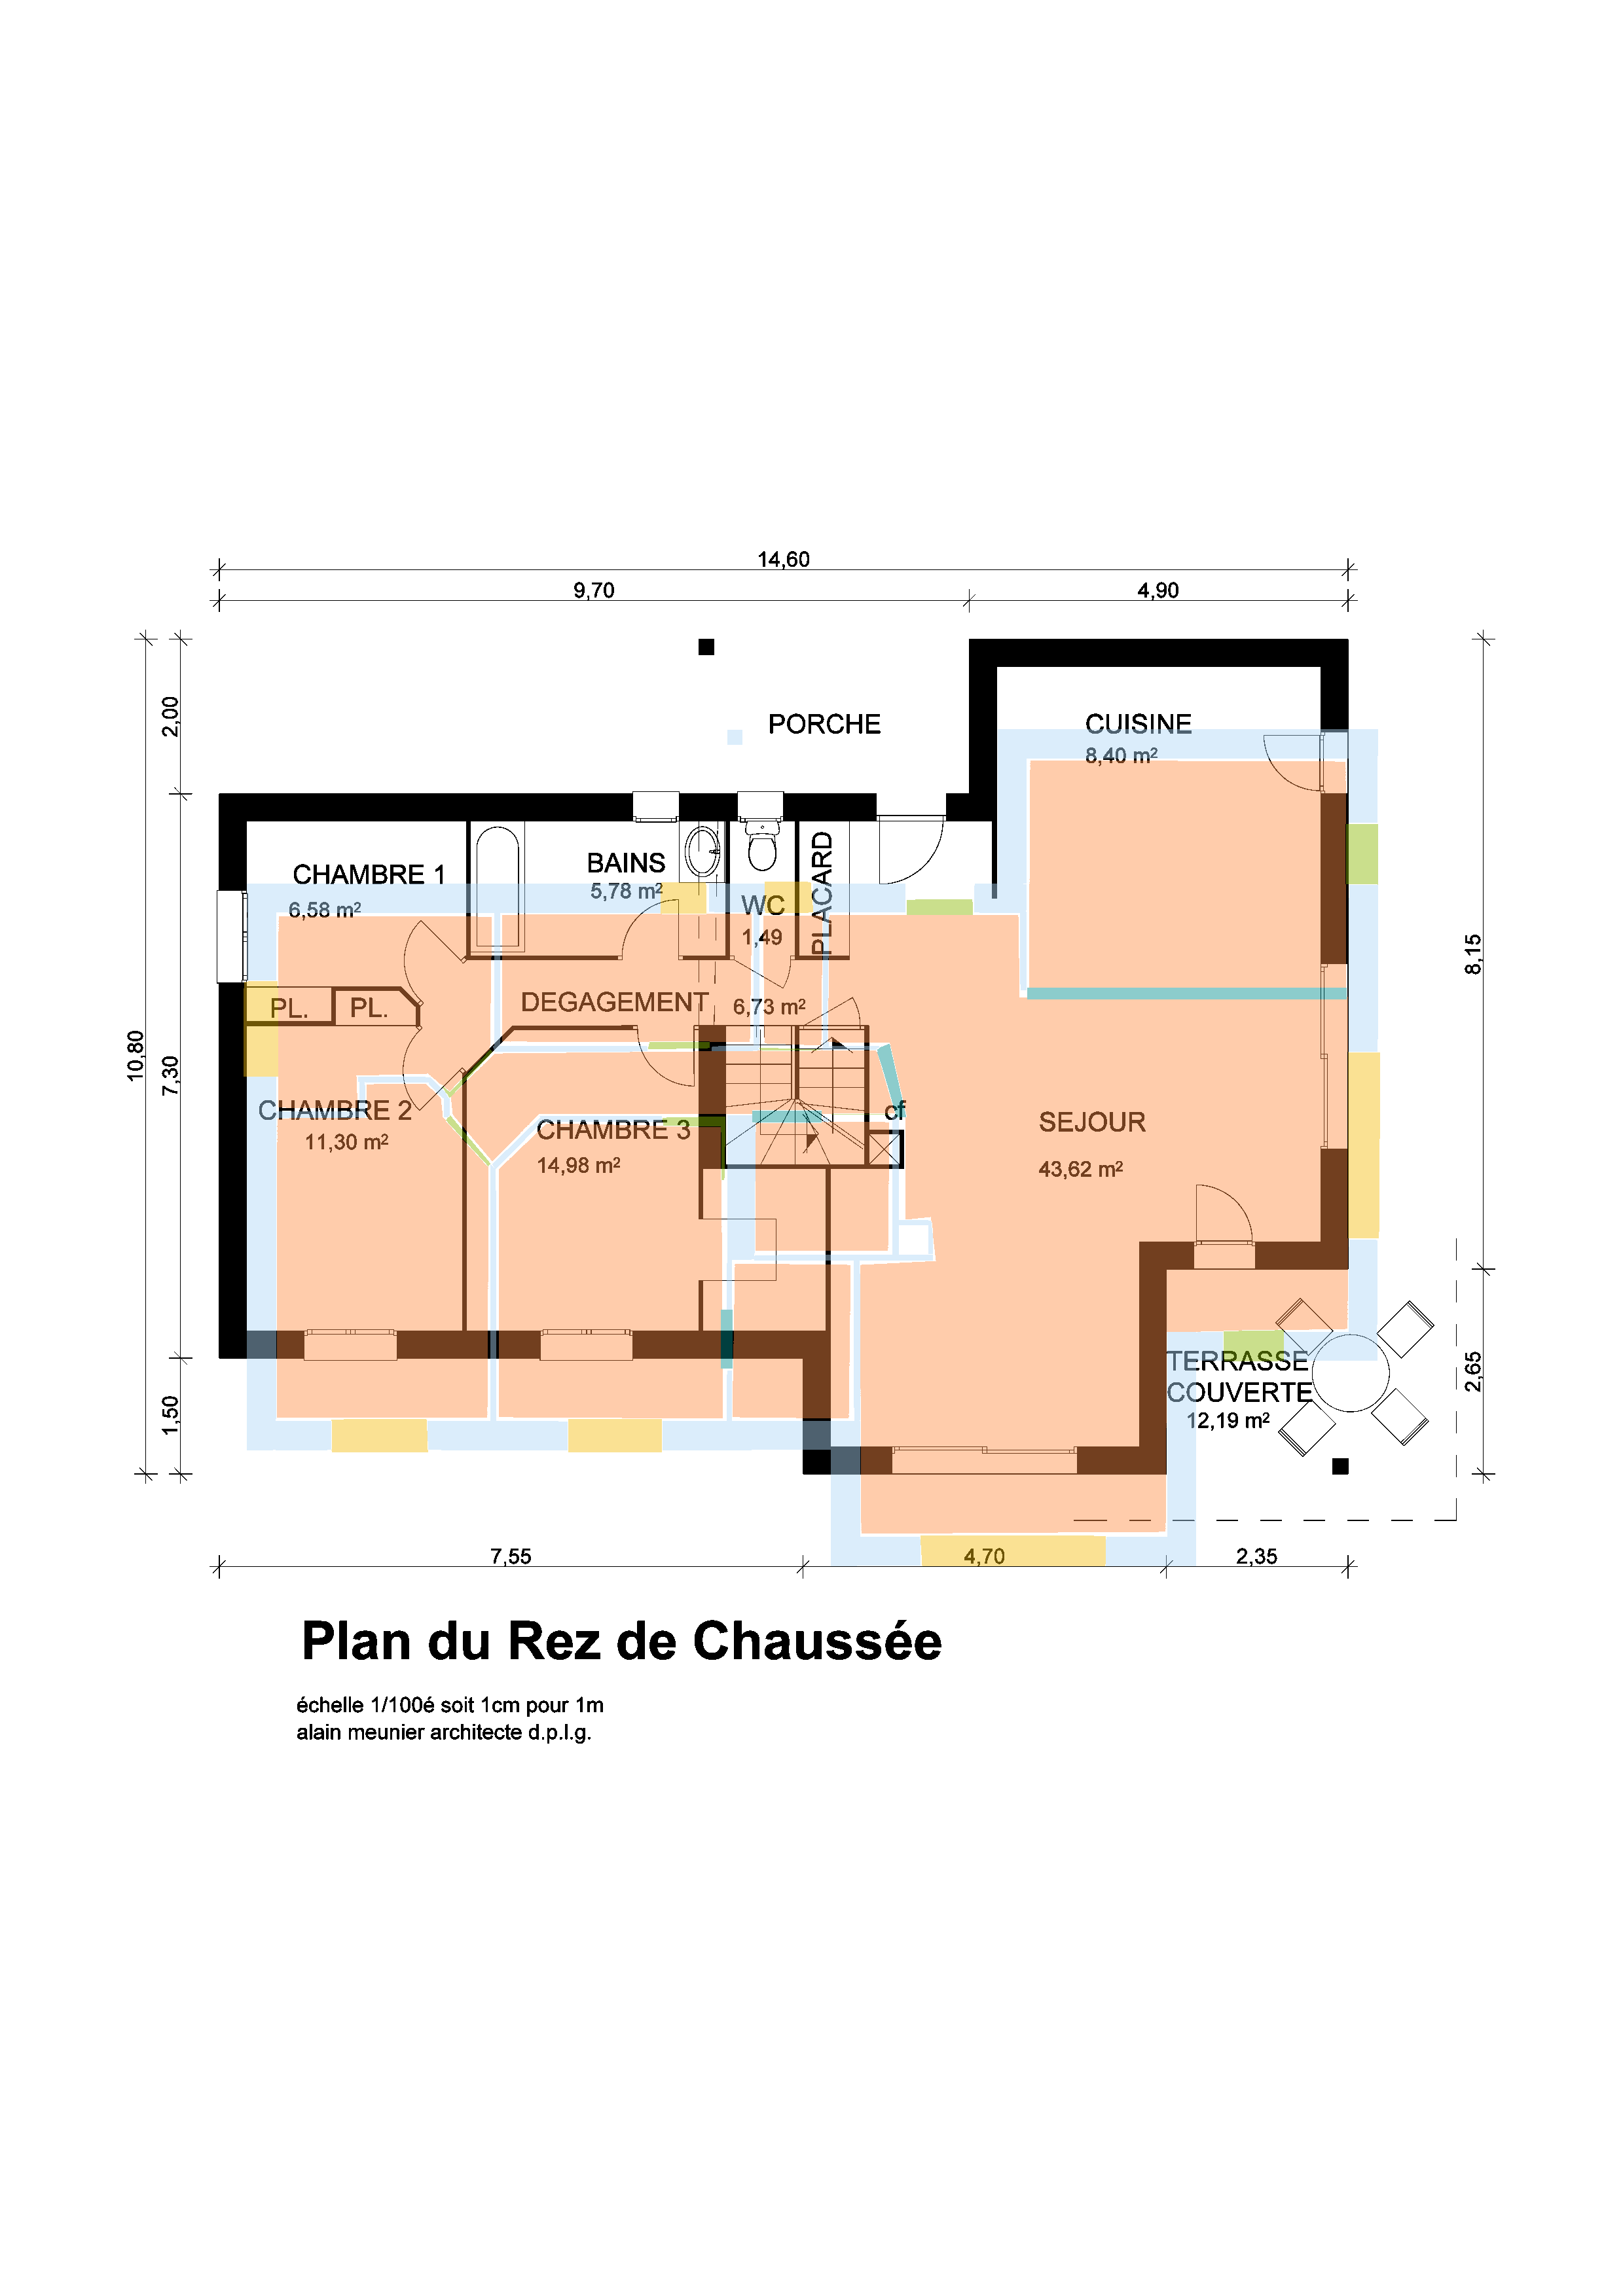 14,60
9,70
4,90
2,00
PORCHE
CUISINE
8,40 m²
CHAMBRE 1
6,58 m²
BAINS
5,78 m²
WC
1,49
PLACARD
8,15
PL.
PL.
DEGAGEMENT
6,73 m²
10,80
7,30
CHAMBRE 2
11,30 m²
CHAMBRE 3
14,98 m²
cf
SEJOUR
43,62 m²
TERRASSE
COUVERTE
12,19 m²
2,65
1,50
7,55
4,70
2,35
Plan du Rez de Chaussée
échelle 1/100é soit 1cm pour 1m
alain meunier architecte d.p.l.g.